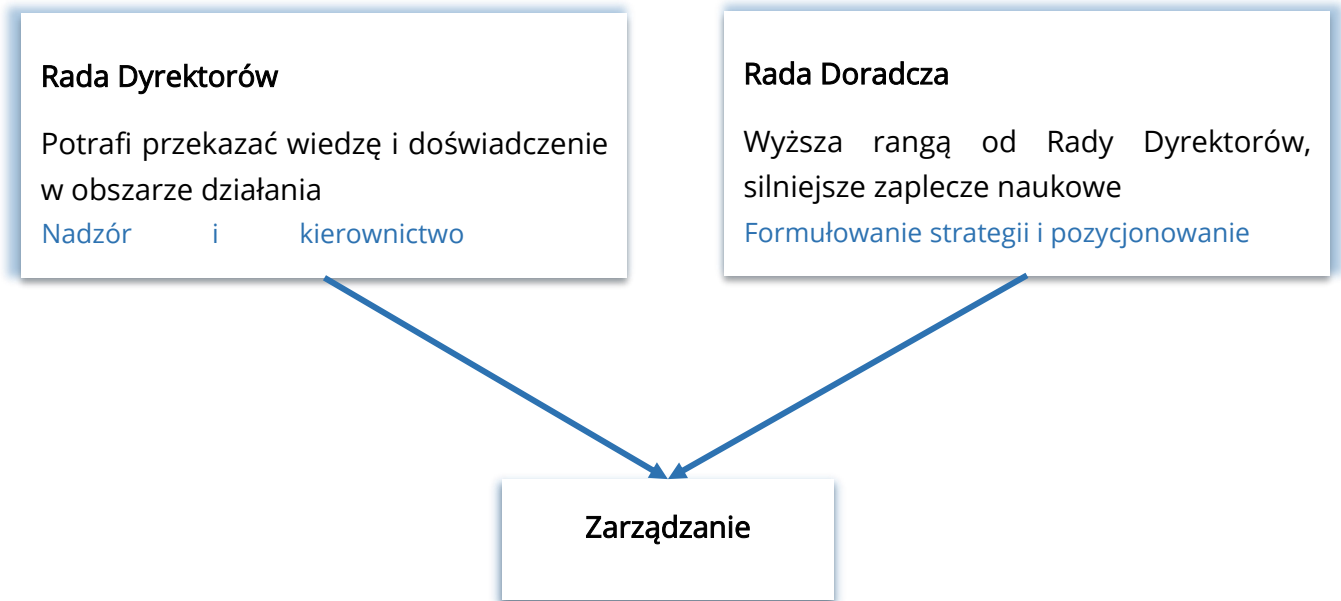 Rada Dyrektorów
Potrafi przekazać wiedzę i doświadczenie
w obszarze działania
Nadzór i kierownictwo
Rada Doradcza
Wyższa rangą od Rady Dyrektorów,
silniejsze zaplecze naukowe
Formułowanie strategii i pozycjonowanie
Zarządzanie